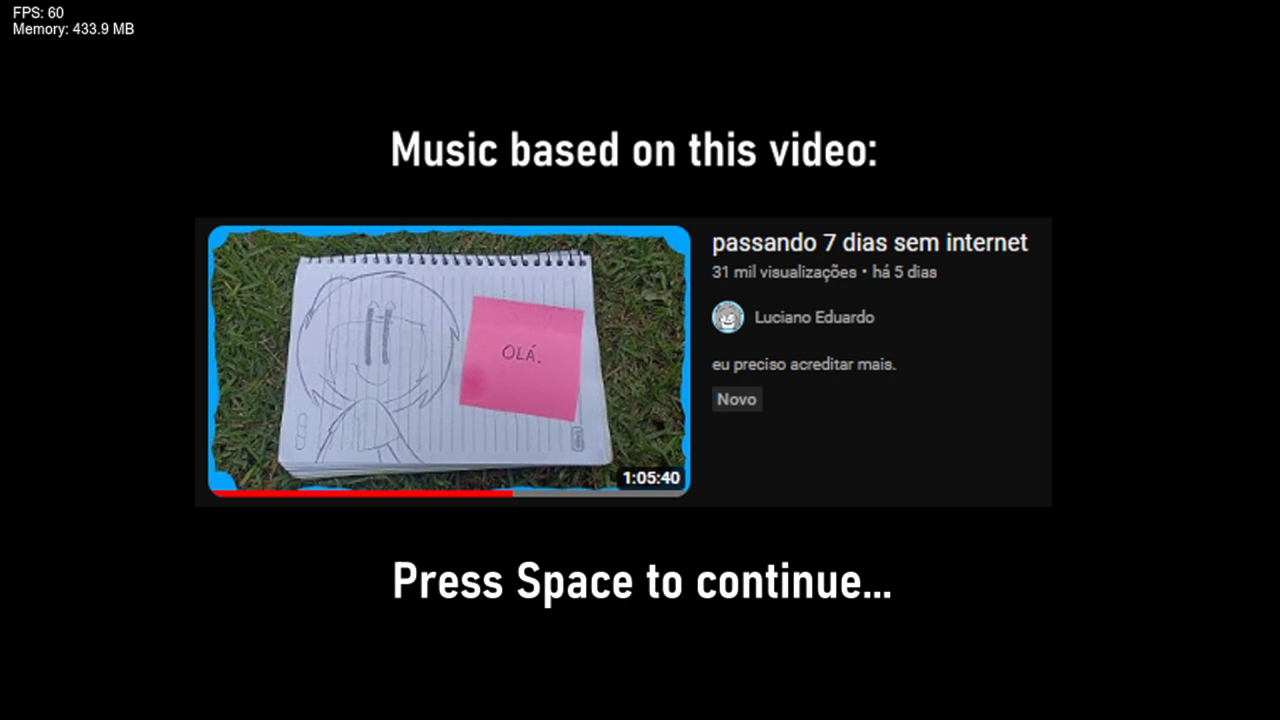 FPS: 60
Memory: 433.9 MB
Music based on this video:
passando 7 dias sem internet
31 mil visualizações • há 5 dias
Luciano Eduardo
OLÁ.
eu preciso acreditar mais.
Novo
1:05:40
Press Space to continue...